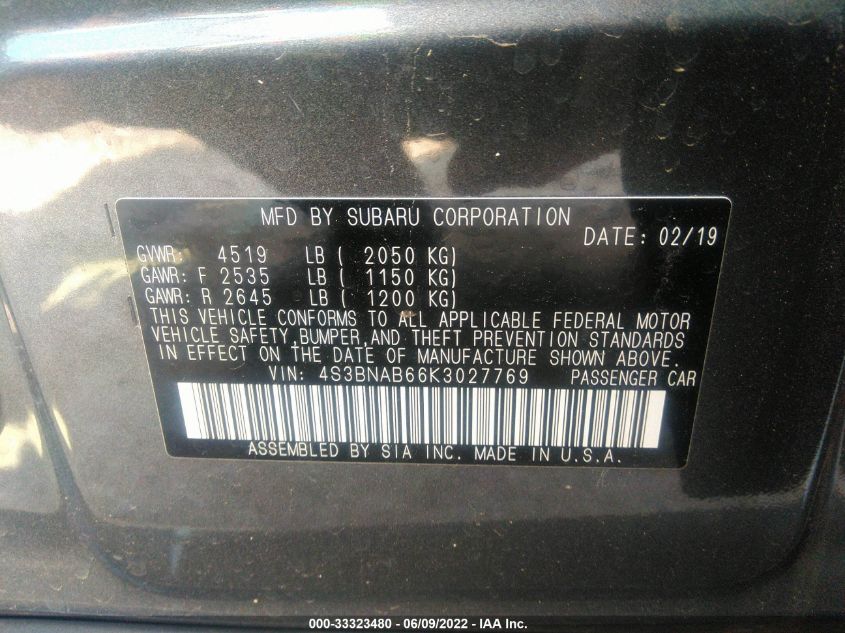 MFD BY SUBARU CORPORATION
DATE: 02/19
GVWR: 4519 LB ( 2050 KG)
GAWR: F 2535 LB ( 1150 KG)
GAWR: R 2645 LB ( 1200 KG)
THIS VEHICLE CONFORMS TO ALL APPLICABLE FEDERAL MOTOR
VEHICLE SAFETY,BUMPER,AND THEFT PREVENTION STANDARDS
IN EFFECT ON THE DATE OF MANUFACTURE SHOWN ABOVE.
VIN: 4S3BNAB66K3027769 PASSENGER CAR
ASSEMBLED BY SIA INC. MADE IN U.S.A.
000-33323480 - 06/09/2022 - IAA Inc.